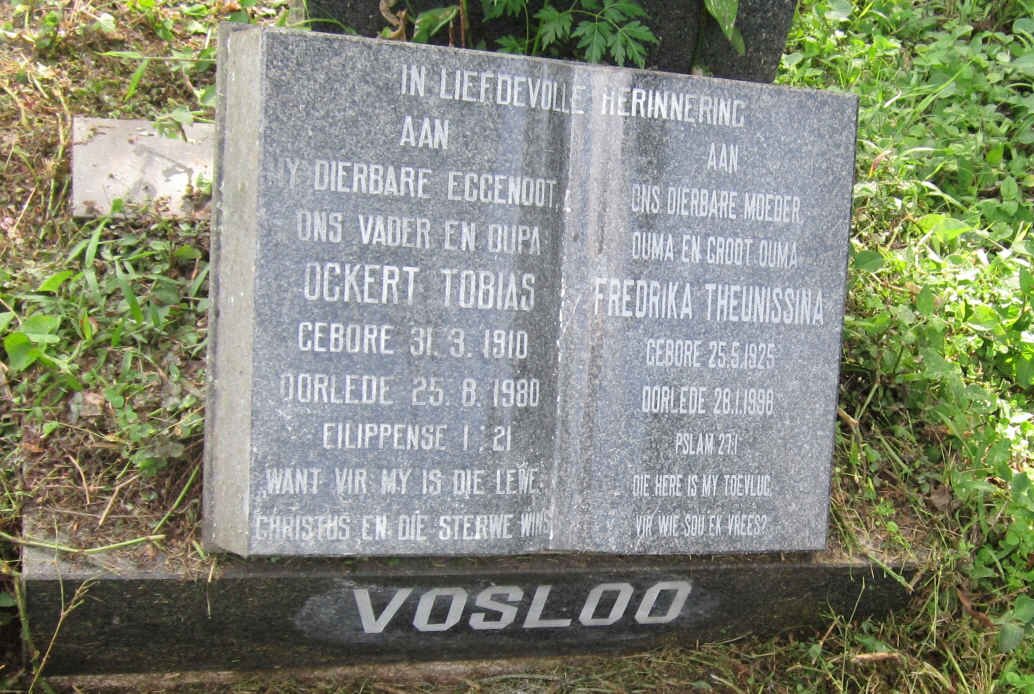 IN LIEFDEVOLLE HERINNERING
AAN
MY DIERBARE EGGENOOT,
ONS VADER EN OUPA
OCKERT TOBIAS
GEBORE 31. 3. 1910
OORLEDE 25. 8. 1980
FILIPPENSE 1 : 21
WANT VIR MY IS DIE LEWE
CHRISTUS EN DIE STERWE WINS
AAN
ONS DIERBARE MOEDER
OUMA EN GROOT OUMA
FREDRIKA THEUNISSINA
GEBORE 25.5.1925
OORLEDE 28.1.1998
PSLAM 27:1
DIE HERE IS MY TOEVLUG.
VIR WIE SOU EK VREES?
VOSLOO